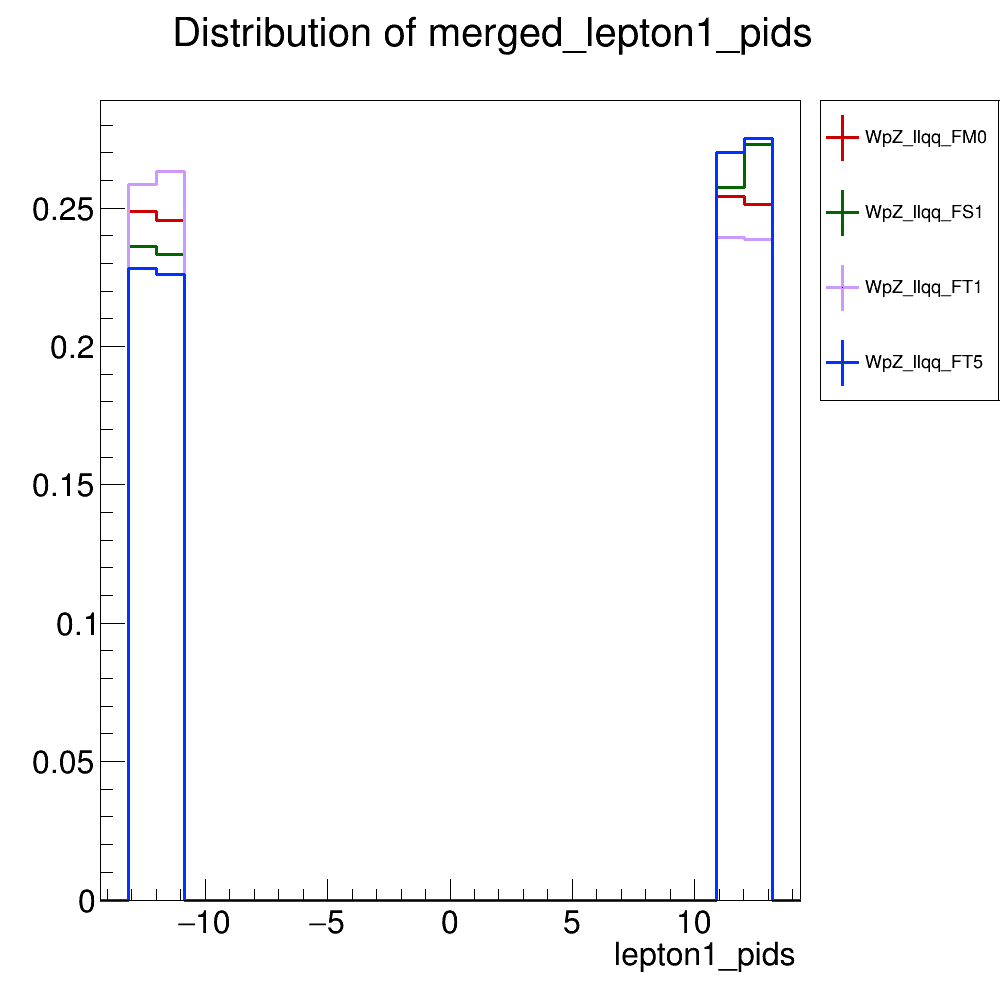 Distribution of merged_lepton1_pids
WpZ_llqq_FM0
WpZ_llqq_FS1
WpZ_llqq_FT1
WpZ_llqq_FT5
0.25
0.2
0.15
0.1
0.05
0
−10 −5 0 5 10
lepton1_pids